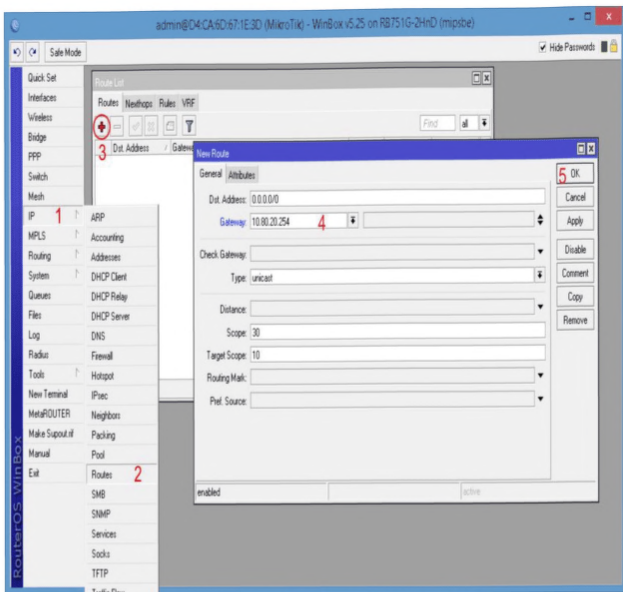 admin@D4:CA:6D:67:1E:3D (MikroTik) - WinBox v5.25 on RB751G-2HnD (mipsbe)
Safe Mode
Hide Passwords
Quick Set
Interfaces
Wireless
Bridge
PPP
Switch
Mesh
IP 1
MPLS
Routing
System
Queues
Files
Log
Radius
Tools
New Terminal
MetaROUTER
Make Supout.rif
Manual
Exit
RouterOS WinBox
ARP
Accounting
Addresses
DHCP Client
DHCP Relay
DHCP Server
DNS
Firewall
Hotspot
IPsec
Neighbors
Packing
Pool
Routes 2
SMB
SNMP
Services
Socks
TFTP
Traffic Flow
Route List
Routes Nexthops Rules VRF
Find all
3 Dst. Address
New Route
General Attributes
Dst. Address: 0.0.0.0/0
Gateway: 10.80.20.254 4
Check Gateway:
Type: unicast
Distance:
Scope: 30
Target Scope: 10
Routing Mark:
Pref. Source:
enabled active
5 OK
Cancel
Apply
Disable
Comment
Copy
Remove